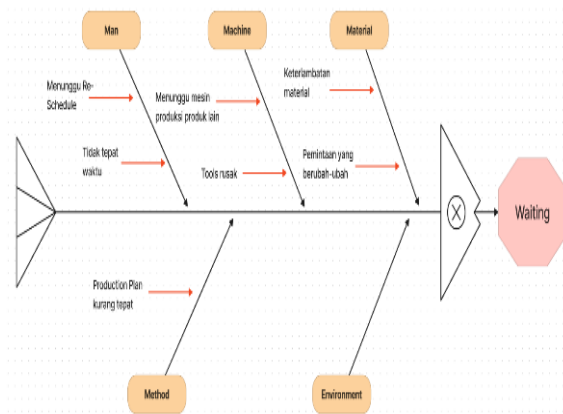 Man
Machine
Material
Menunggu Re-
Schedule
Menunggu mesin
produksi produk lain
Keterlambatan
material
Tidak tepat
waktu
Tools rusak
Pemintaan yang
berubah-ubah
Waiting
Production Plan
kurang tepat
Method
Environment